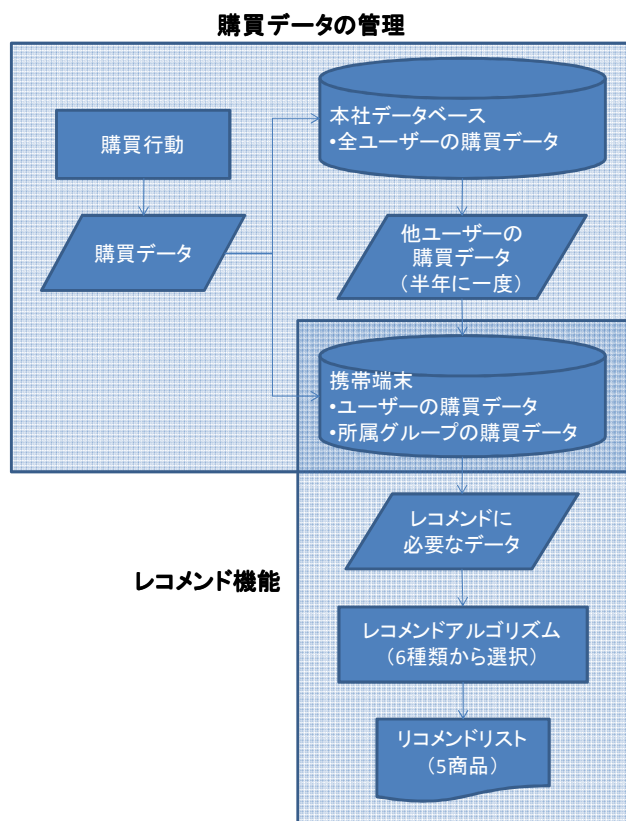 購買データの管理
購買行動
購買データ
本社データベース
•全ユーザーの購買データ
他ユーザーの
購買データ
（半年に一度）
携帯端末
•ユーザーの購買データ
•所属グループの購買データ
レコメンド機能
レコメンドに
必要なデータ
レコメンドアルゴリズム
（6種類から選択）
リコメンドリスト
（5商品）